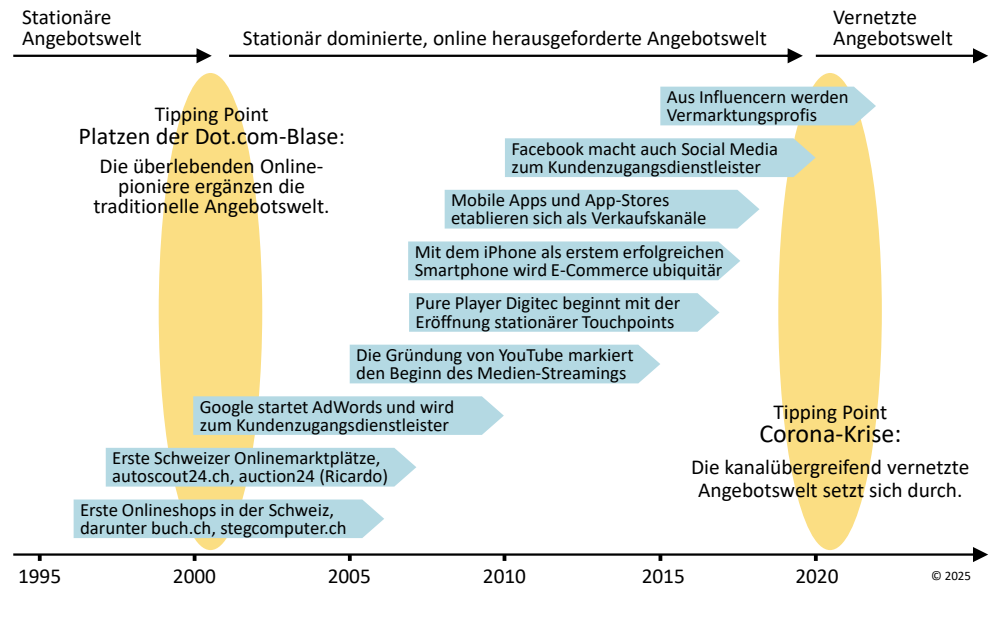 Stationäre
Angebotswelt
Stationär dominierte, online herausgeforderte Angebotswelt
Vernetzte
Angebotswelt
Tipping Point
Platzen der Dot.com-Blase:
Die überlebenden Online-
pioniere ergänzen die
traditionelle Angebotswelt.
Aus Influencern werden
Vermarktungsprofis
Facebook macht auch Social Media
zum Kundenzugangsdienstleister
Mobile Apps und App-Stores
etablieren sich als Verkaufskanäle
Mit dem iPhone als erstem erfolgreichen
Smartphone wird E-Commerce ubiquitär
Pure Player Digitec beginnt mit der
Eröffnung stationärer Touchpoints
Die Gründung von YouTube markiert
den Beginn des Medien-Streamings
Google startet AdWords und wird
zum Kundenzugangsdienstleister
Erste Schweizer Onlinemarktplätze,
autoscout24.ch, auction24 (Ricardo)
Erste Onlineshops in der Schweiz,
darunter buch.ch, stegcomputer.ch
Tipping Point
Corona-Krise:
Die kanalübergreifend vernetzte
Angebotswelt setzt sich durch.
1995 2000 2005 2010 2015 2020
© 2025